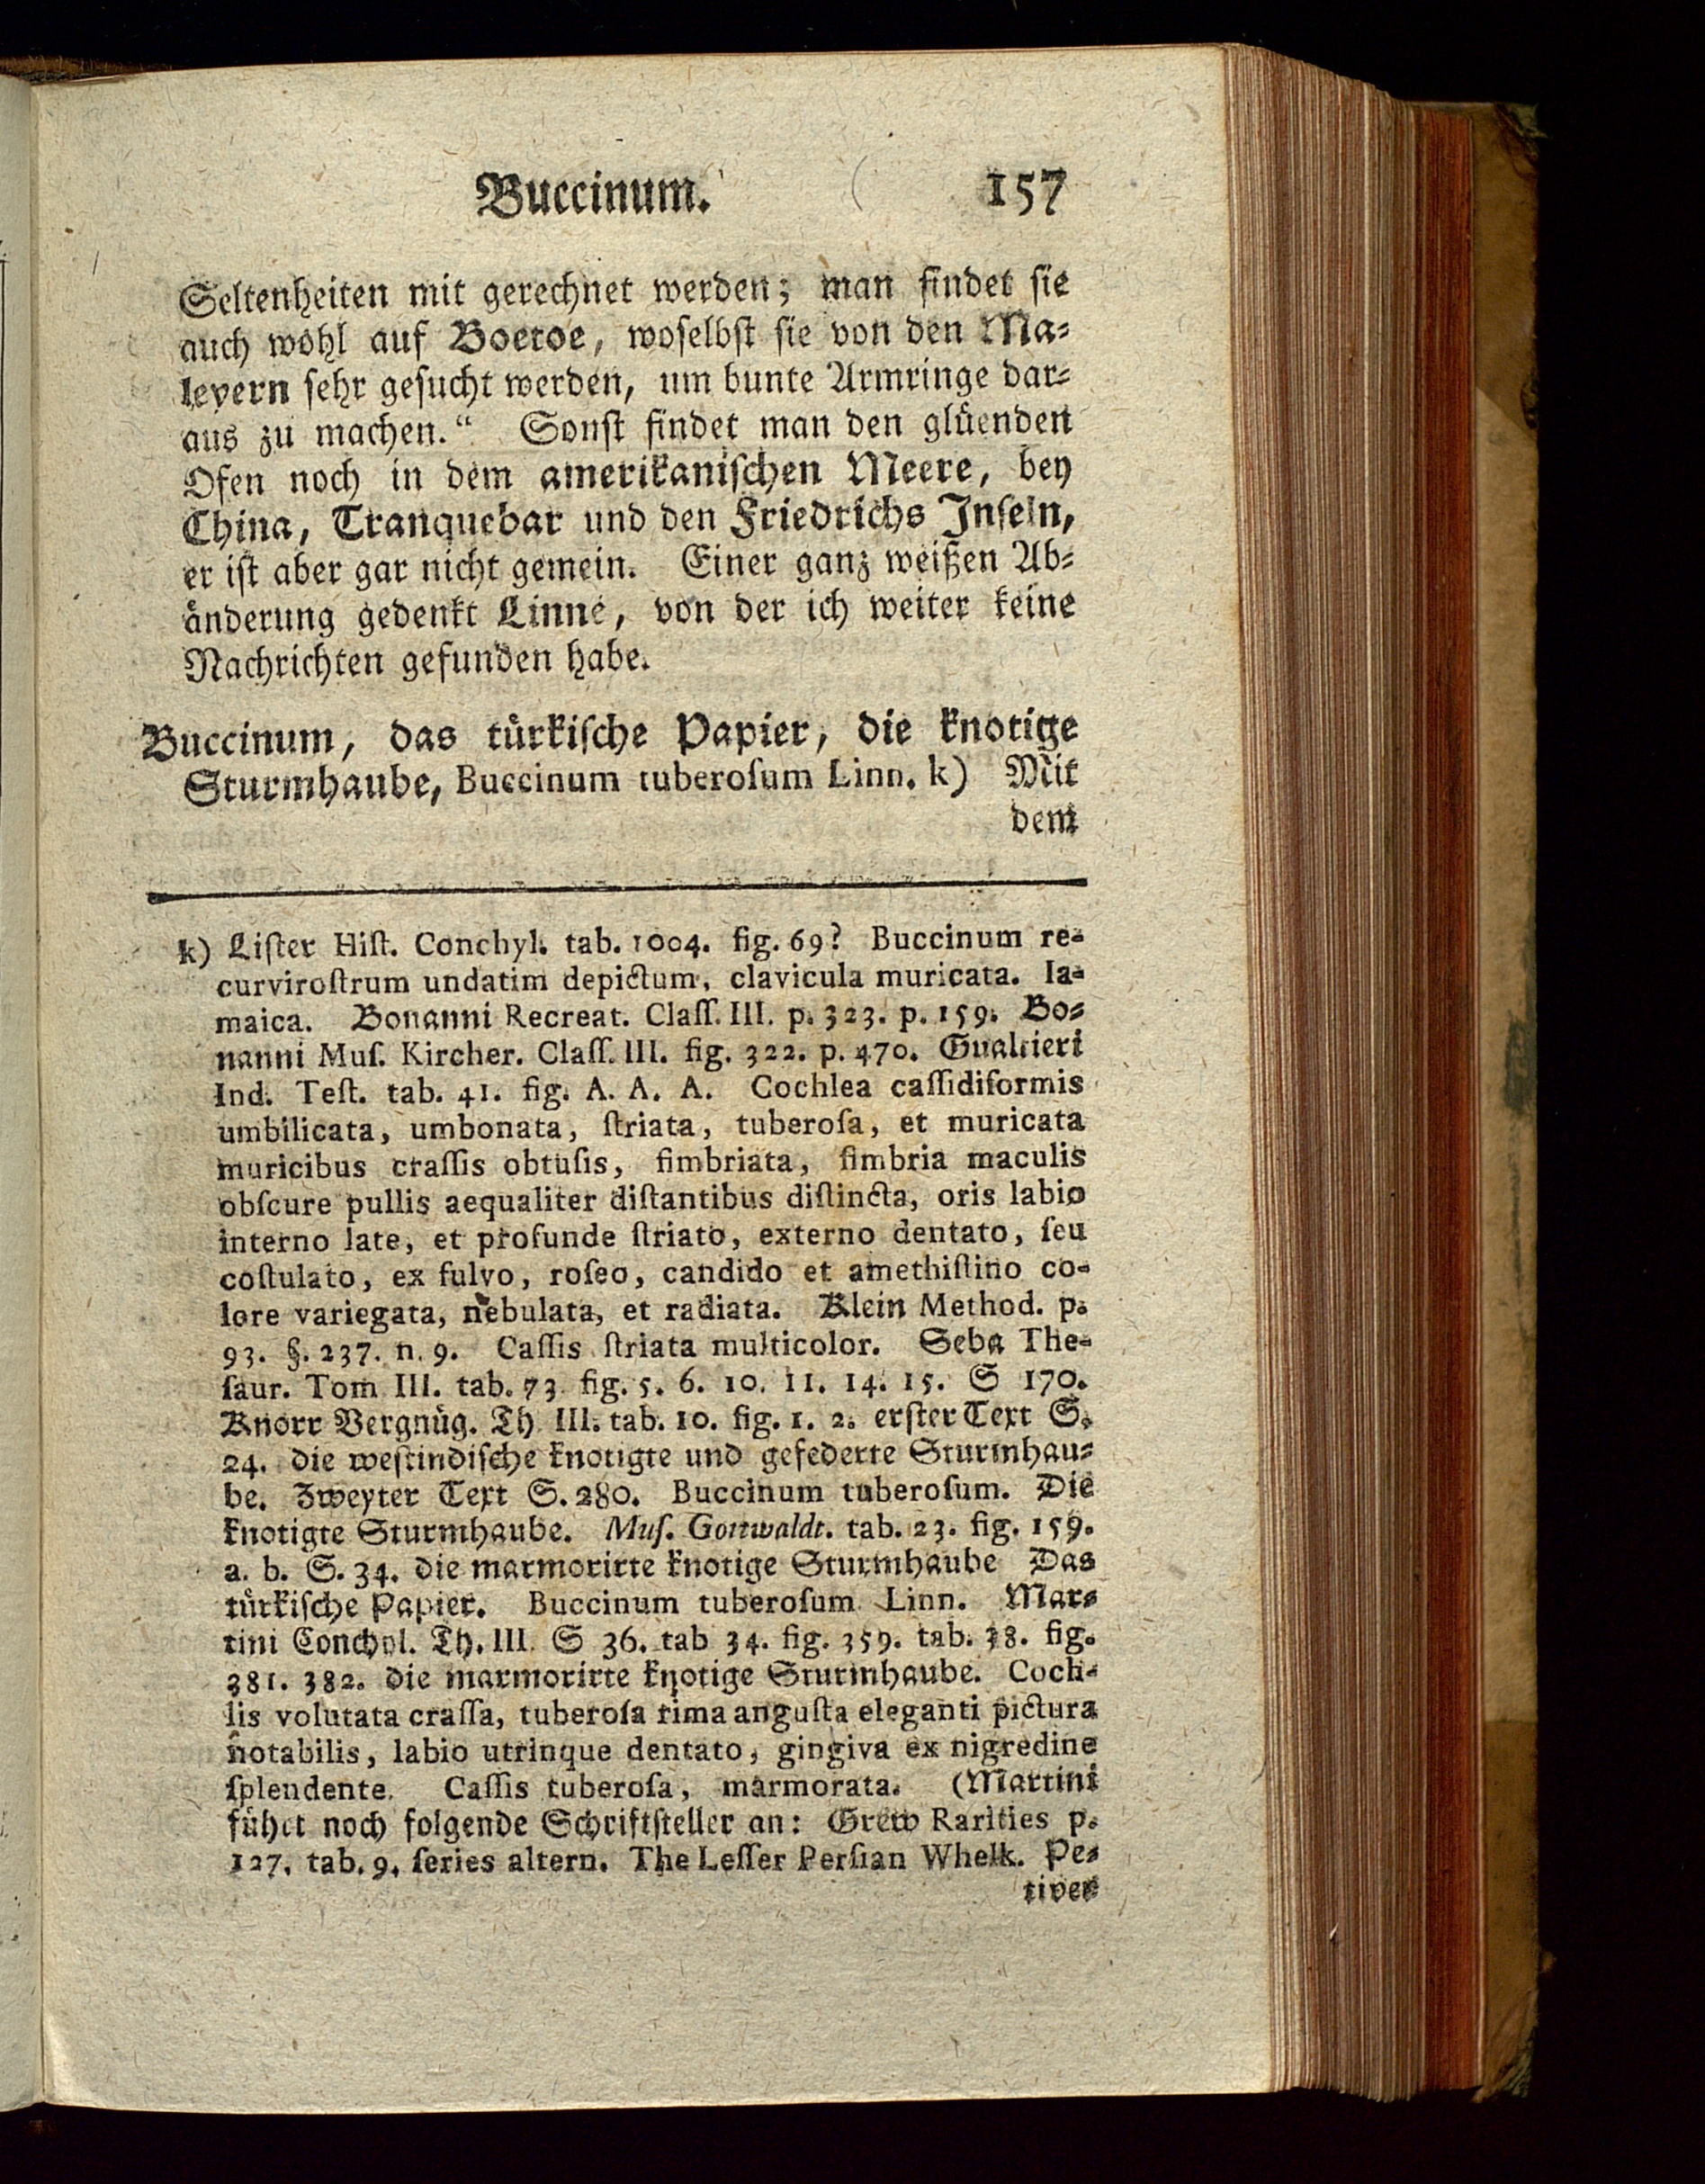 Buccinum. 157
Seltenheiten mit gerechnet werden; man findet sie
auch wohl auf Boeroe, woselbst sie von den Ma⸗
leyern sehr gesucht werden, um bunte Armringe dar⸗
aus zu machen.“ Sonst findet man den glüenden
Ofen noch in dem amerikanischen Meere, bey
China, Tranquebar und den Friedrichs Inseln,
er ist aber gar nicht gemein. Einer ganz weißen Ab⸗
änderung gedenkt Linné, von der ich weiter keine
Nachrichten gefunden habe.
Buccinum, das türkische Papier, die knotige
Sturmhaube, Buccinum tuberoſum Linn. k) Mit
dem
k) Lister Hiſt. Conchyl. tab. 1004. fig. 69? Buccinum re-
curviroſtrum undatim depictum, clavicula muricata. Ia-
maica. Bonanni Recreat. Claſſ. III. p. 323. p. 159. Bo⸗
nanni Muſ. Kircher. Claſſ. III. fig. 322. p. 470. Gualtieri
Ind. Teſt. tab. 41. fig. A. A. A. Cochlea caſſidiformis
umbilicata, umbonata, ſtriata, tuberoſa, et muricata
muricibus craſſis obtuſis, fimbriata, fimbria maculis
obſcure pullis aequaliter diſtantibus diſtincta, oris labio
interno late, et profunde ſtriato, externo dentato, ſeu
coſtulato, ex fulvo, roſeo, candido et amethiſtino co-
lore variegata, nebulata, et radiata. Klein Method. p.
93. §. 237. n. 9. Caſſis ſtriata multicolor. Seba The-
ſaur. Tom III. tab. 73 fig. 5. 6. 10. 11. 14. 15. S 170.
Knorr Vergnüg. Th III. tab. 10. fig. 1. 2. erster Text S.
24. die westindische knotigte und gefederte Sturmhau⸗
be. Zweyter Text S. 280. Buccinum tuberoſum. Die
knotigte Sturmhaube. Muſ. Gottwaldt. tab. 23. fig. 159.
a. b. S. 34. die marmorirte knotige Sturmhaube Das
türkische Papier. Buccinum tuberoſum Linn. Mar⸗
tini Conchyl. Th. III S 36. tab 34. fig. 359. tab. 38. fig.
381. 382. die marmorirte knotige Sturmhaube. Coch-
lis volutata craſſa, tuberoſa rima anguſta eleganti pictura
notabilis, labio utrinque dentato, gingiva ex nigredine
ſplendente. Caſſis tuberoſa, marmorata. (Martini
führt noch folgende Schriftsteller an: Grew Rarities p.
127. tab. 9. ſeries altern. The Leſſer Perſian Whelk. Pe⸗
tiver